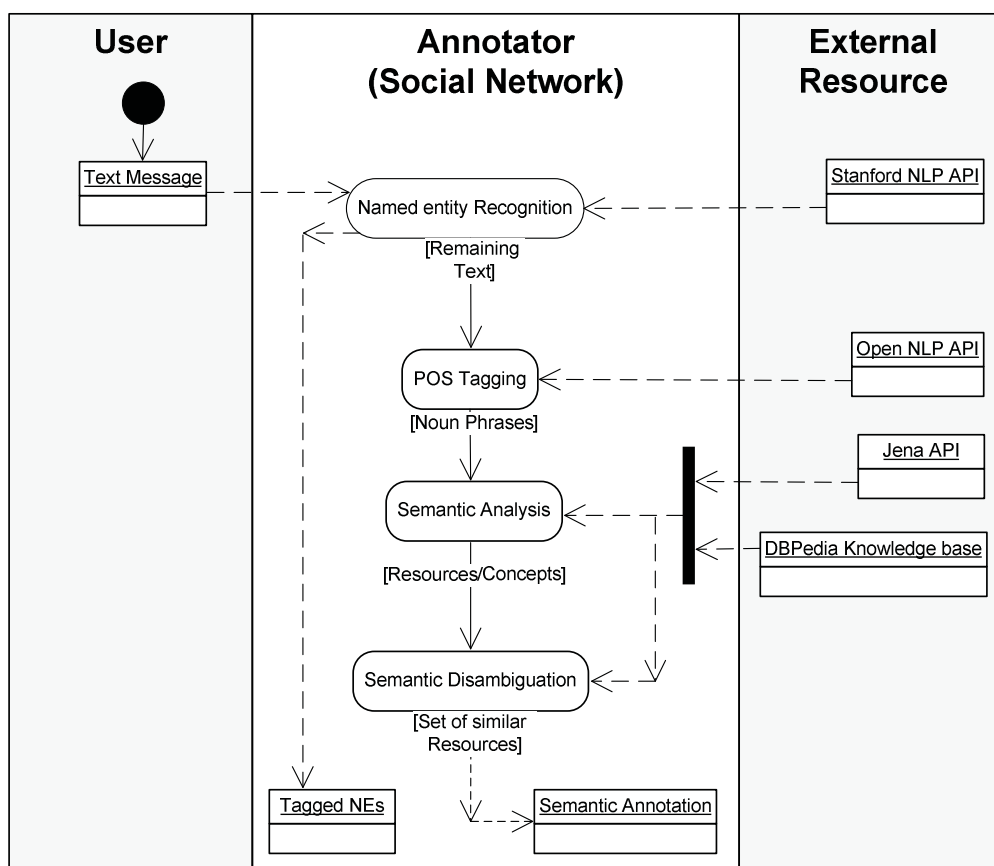 User
Annotator
(Social Network)
External
Resource
Text Message
Stanford NLP API
Named entity Recognition
[Remaining
Text]
Open NLP API
POS Tagging
[Noun Phrases]
Jena API
Semantic Analysis
DBPedia Knowledge base
[Resources/Concepts]
Semantic Disambiguation
[Set of similar
Resources]
Tagged NEs
Semantic Annotation